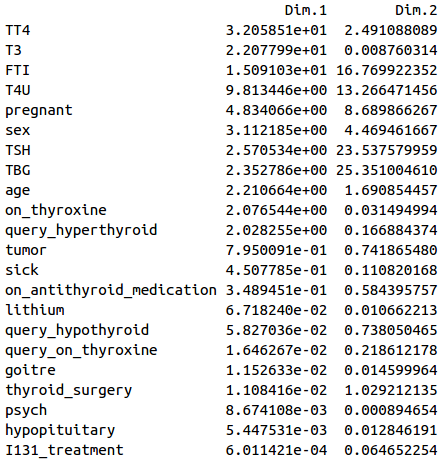 Dim.1 Dim.2
TT4 3.205851e+01 2.491088089
T3 2.207799e+01 0.008760314
FTI 1.509103e+01 16.769922352
T4U 9.813446e+00 13.266471456
pregnant 4.834066e+00 8.689866267
sex 3.112185e+00 4.469461667
TSH 2.570534e+00 23.537579959
TBG 2.352786e+00 25.351004610
age 2.210664e+00 1.690854457
on_thyroxine 2.076544e+00 0.031494994
query_hyperthyroid 2.028255e+00 0.166884374
tumor 7.950091e-01 0.741865480
sick 4.507785e-01 0.110820168
on_antithyroid_medication 3.489451e-01 0.584395757
lithium 6.718240e-02 0.010662213
query_hypothyroid 5.827036e-02 0.738050465
query_on_thyroxine 1.646267e-02 0.218612178
goitre 1.152633e-02 0.014599964
thyroid_surgery 1.108416e-02 1.029212135
psych 8.674108e-03 0.000894654
hypopituitary 5.447531e-03 0.012846191
I131_treatment 6.011421e-04 0.064652254